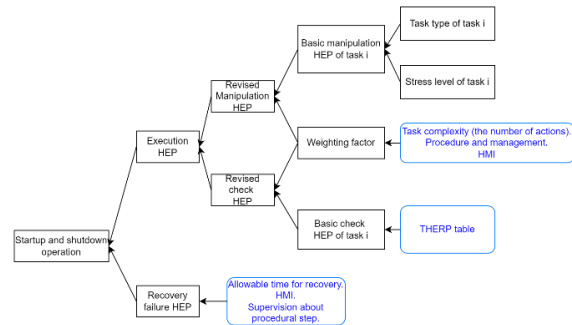 Task type of task i
Basic manipulation
HEP of task i
Stress level of task i
Revised
Manipulation
HEP
Execution
HEP
Weighting factor
Task complexity (the number of actions).
Procedure and management.
HMI
Revised
check
HEP
Basic check
HEP of task i
THERP table
Startup and shutdown
operation
Recovery
failure HEP
Allowable time for recovery.
HMI.
Supervision about
procedural step.